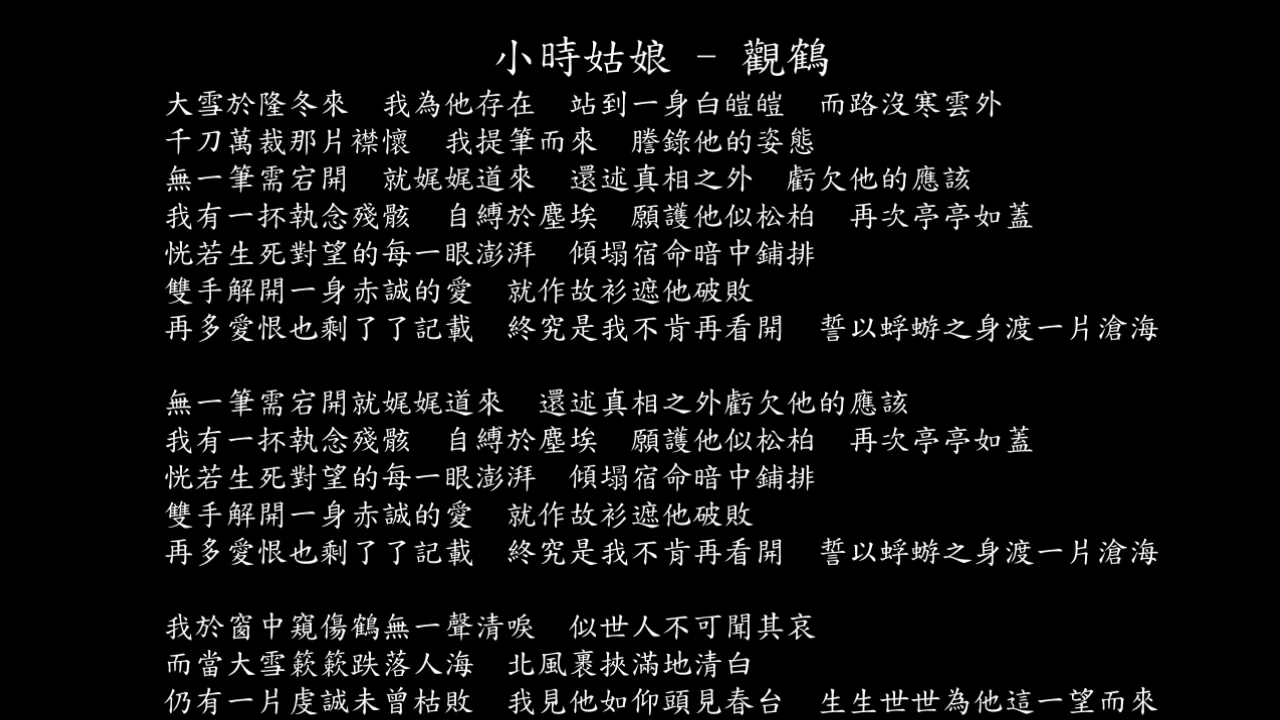 小時姑娘 - 觀鶴
大雪於隆冬來　我為他存在　站到一身白皚皚　而路沒寒雲外
千刀萬裁那片襟懷　我提筆而來　謄錄他的姿態
無一筆需宕開　就娓娓道來　還述真相之外　虧欠他的應該
我有一抔執念殘骸　自縛於塵埃　願護他似松柏　再次亭亭如蓋
恍若生死對望的每一眼澎湃　傾塌宿命暗中鋪排
雙手解開一身赤誠的愛　就作故衫遮他破敗
再多愛恨也剩了了記載　終究是我不肯再看開　誓以蜉蝣之身渡一片滄海
無一筆需宕開就娓娓道來　還述真相之外虧欠他的應該
我有一抔執念殘骸　自縛於塵埃　願護他似松柏　再次亭亭如蓋
恍若生死對望的每一眼澎湃　傾塌宿命暗中鋪排
雙手解開一身赤誠的愛　就作故衫遮他破敗
再多愛恨也剩了了記載　終究是我不肯再看開　誓以蜉蝣之身渡一片滄海
我於窗中窺傷鶴無一聲清唳　似世人不可聞其哀
而當大雪簌簌跌落人海　北風裹挾滿地清白
仍有一片虔誠未曾枯敗　我見他如仰頭見春台　生生世世為他這一望而來